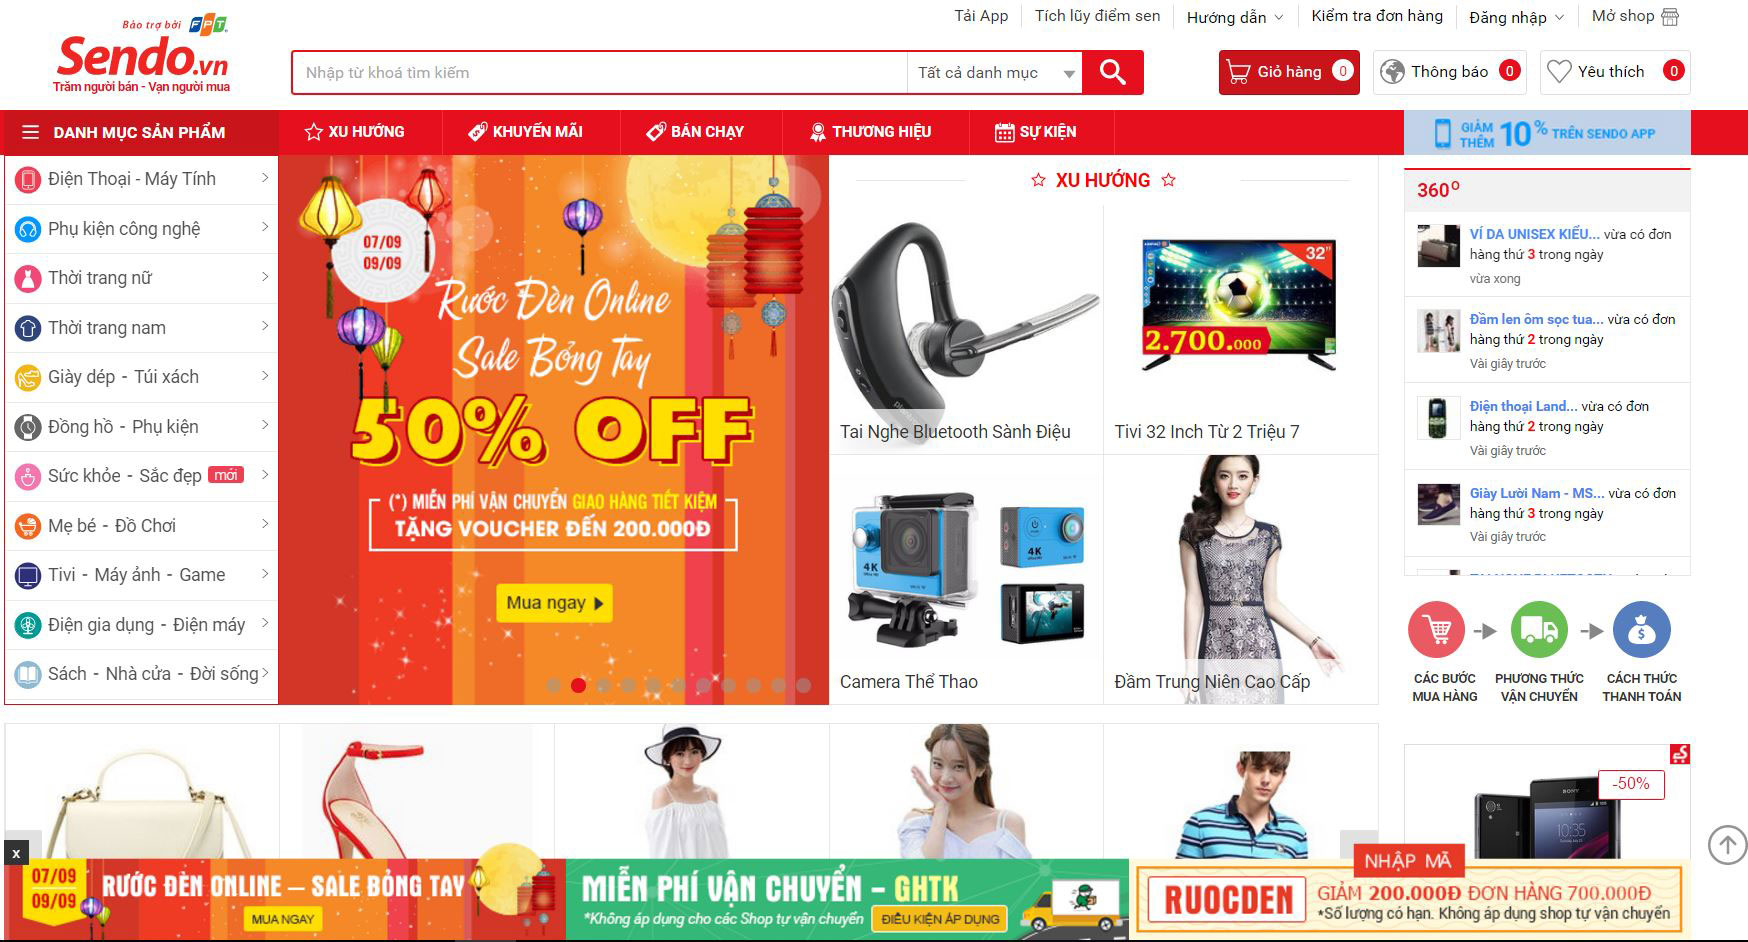 Bảo trợ bởi FPT
Sendo.vn
Trăm người bán - Vạn người mua
Tải App
Tích lũy điểm sen
Hướng dẫn
Kiểm tra đơn hàng
Đăng nhập
Mở shop
Nhập từ khoá tìm kiếm
Tất cả danh mục
Giỏ hàng 0
Thông báo 0
Yêu thích 0
DANH MỤC SẢN PHẨM
XU HƯỚNG
KHUYẾN MÃI
BÁN CHẠY
THƯƠNG HIỆU
SỰ KIỆN
GIẢM THÊM 10% TRÊN SENDO APP
Điện Thoại - Máy Tính
Phụ kiện công nghệ
Thời trang nữ
Thời trang nam
Giày dép - Túi xách
Đồng hồ - Phụ kiện
Sức khỏe - Sắc đẹp mới
Mẹ bé - Đồ Chơi
Tivi - Máy ảnh - Game
Điện gia dụng - Điện máy
Sách - Nhà cửa - Đời sống
07/09
09/09
Rước Đèn Online
Sale Bỏng Tay
50% OFF
(*) MIỄN PHÍ VẬN CHUYỂN GIAO HÀNG TIẾT KIỆM
TẶNG VOUCHER ĐẾN 200.000Đ
Mua ngay
XU HƯỚNG
32"
2.700.000
Tai Nghe Bluetooth Sành Điệu
Tivi 32 Inch Từ 2 Triệu 7
4K
4K
Camera Thể Thao
Đầm Trung Niên Cao Cấp
360O
VÍ DA UNISEX KIỂU... vừa có đơn
hàng thứ 3 trong ngày
vừa xong
Đầm len ôm sọc tua... vừa có đơn
hàng thứ 2 trong ngày
Vài giây trước
Điện thoại Land... vừa có đơn
hàng thứ 2 trong ngày
Vài giây trước
Giày Lười Nam - MS... vừa có đơn
hàng thứ 3 trong ngày
Vài giây trước
CÁC BƯỚC
MUA HÀNG
PHƯƠNG THỨC
VẬN CHUYỂN
CÁCH THỨC
THANH TOÁN
-50%
SONY
10:35
x
07/09
09/09
RƯỚC ĐÈN ONLINE – SALE BỎNG TAY
MUA NGAY
MIỄN PHÍ VẬN CHUYỂN – GHTK
*Không áp dụng cho các Shop tự vận chuyển
ĐIỀU KIỆN ÁP DỤNG
NHẬP MÃ
RUOCDEN
GIẢM 200.000Đ ĐƠN HÀNG 700.000Đ
*Số lượng có hạn. Không áp dụng shop tự vận chuyển